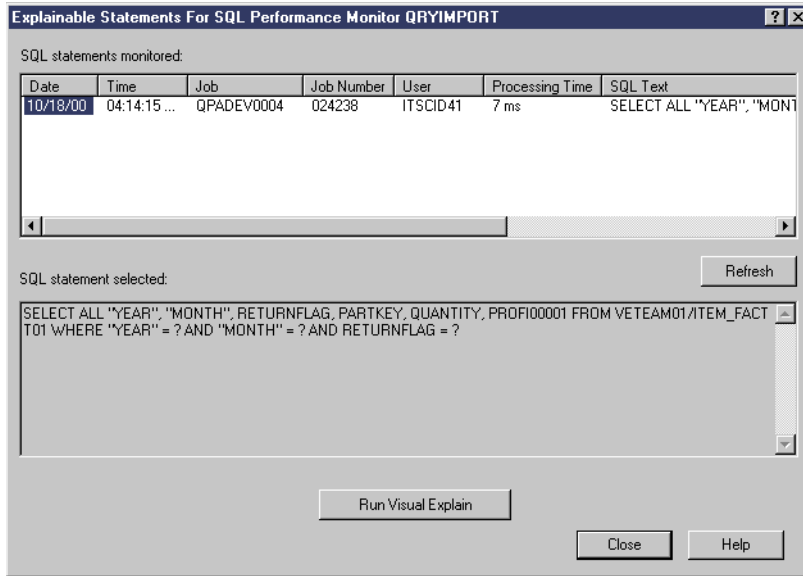 Explainable Statements For SQL Performance Monitor QRYIMPORT
SQL statements monitored:
Date Time Job Job Number User Processing Time SQL Text
10/18/00 04:14:15 ... QPADEV0004 024238 ITSCID41 7 ms SELECT ALL "YEAR", "MONT
Refresh
SQL statement selected:
SELECT ALL "YEAR", "MONTH", RETURNFLAG, PARTKEY, QUANTITY, PROFI00001 FROM VETEAM01/ITEM_FACT
T01 WHERE "YEAR" = ? AND "MONTH" = ? AND RETURNFLAG = ?
Run Visual Explain
Close Help